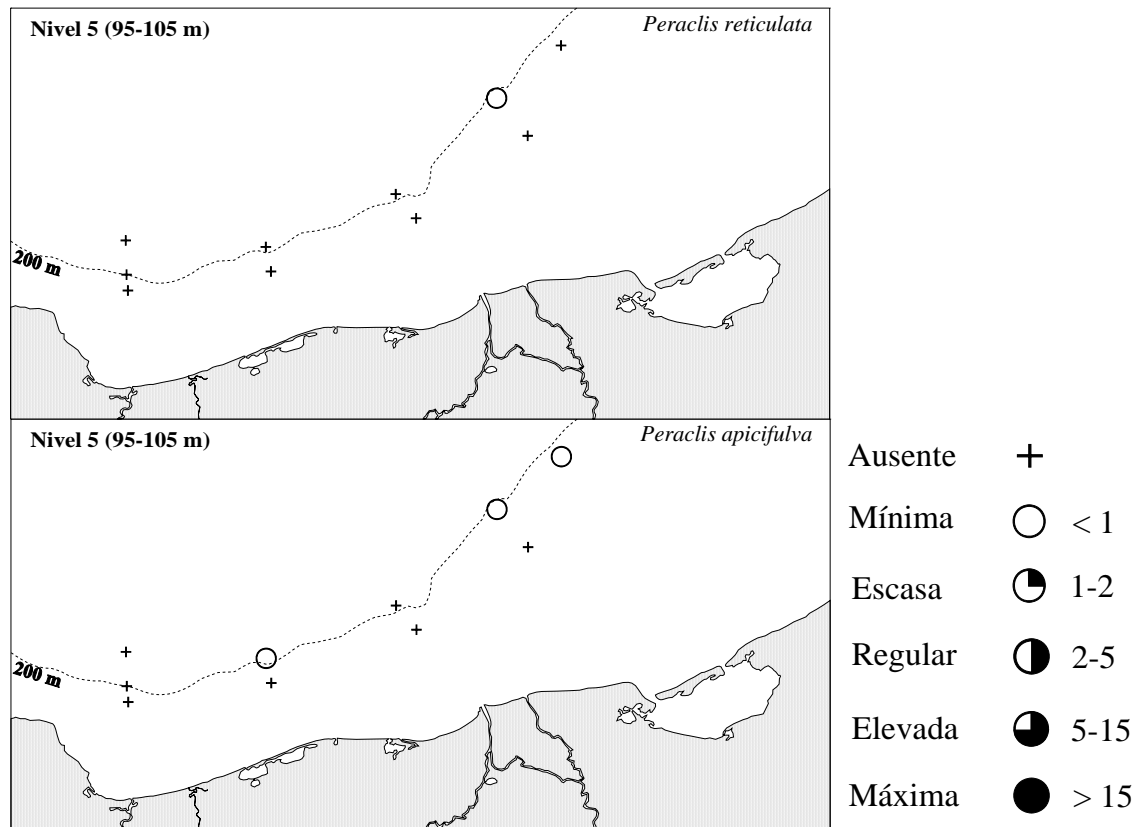 Nivel 5 (95-105 m)
Peraclis reticulata
200 m
Nivel 5 (95-105 m)
Peraclis apicifulva
200 m
Ausente
Mínima < 1
Escasa 1-2
Regular 2-5
Elevada 5-15
Máxima > 15